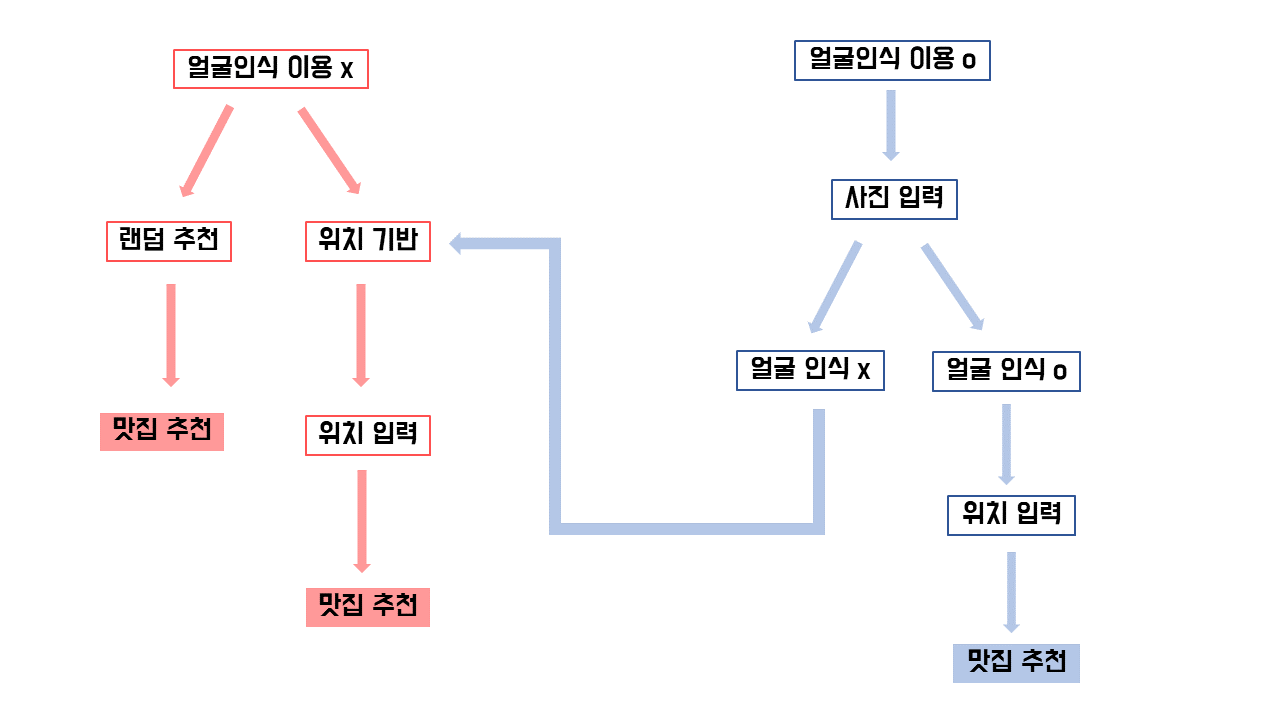 얼굴인식 이용 x
랜덤 추천
위치 기반
맛집 추천
위치 입력
맛집 추천
얼굴인식 이용 o
사진 입력
얼굴 인식 x
얼굴 인식 o
위치 입력
맛집 추천